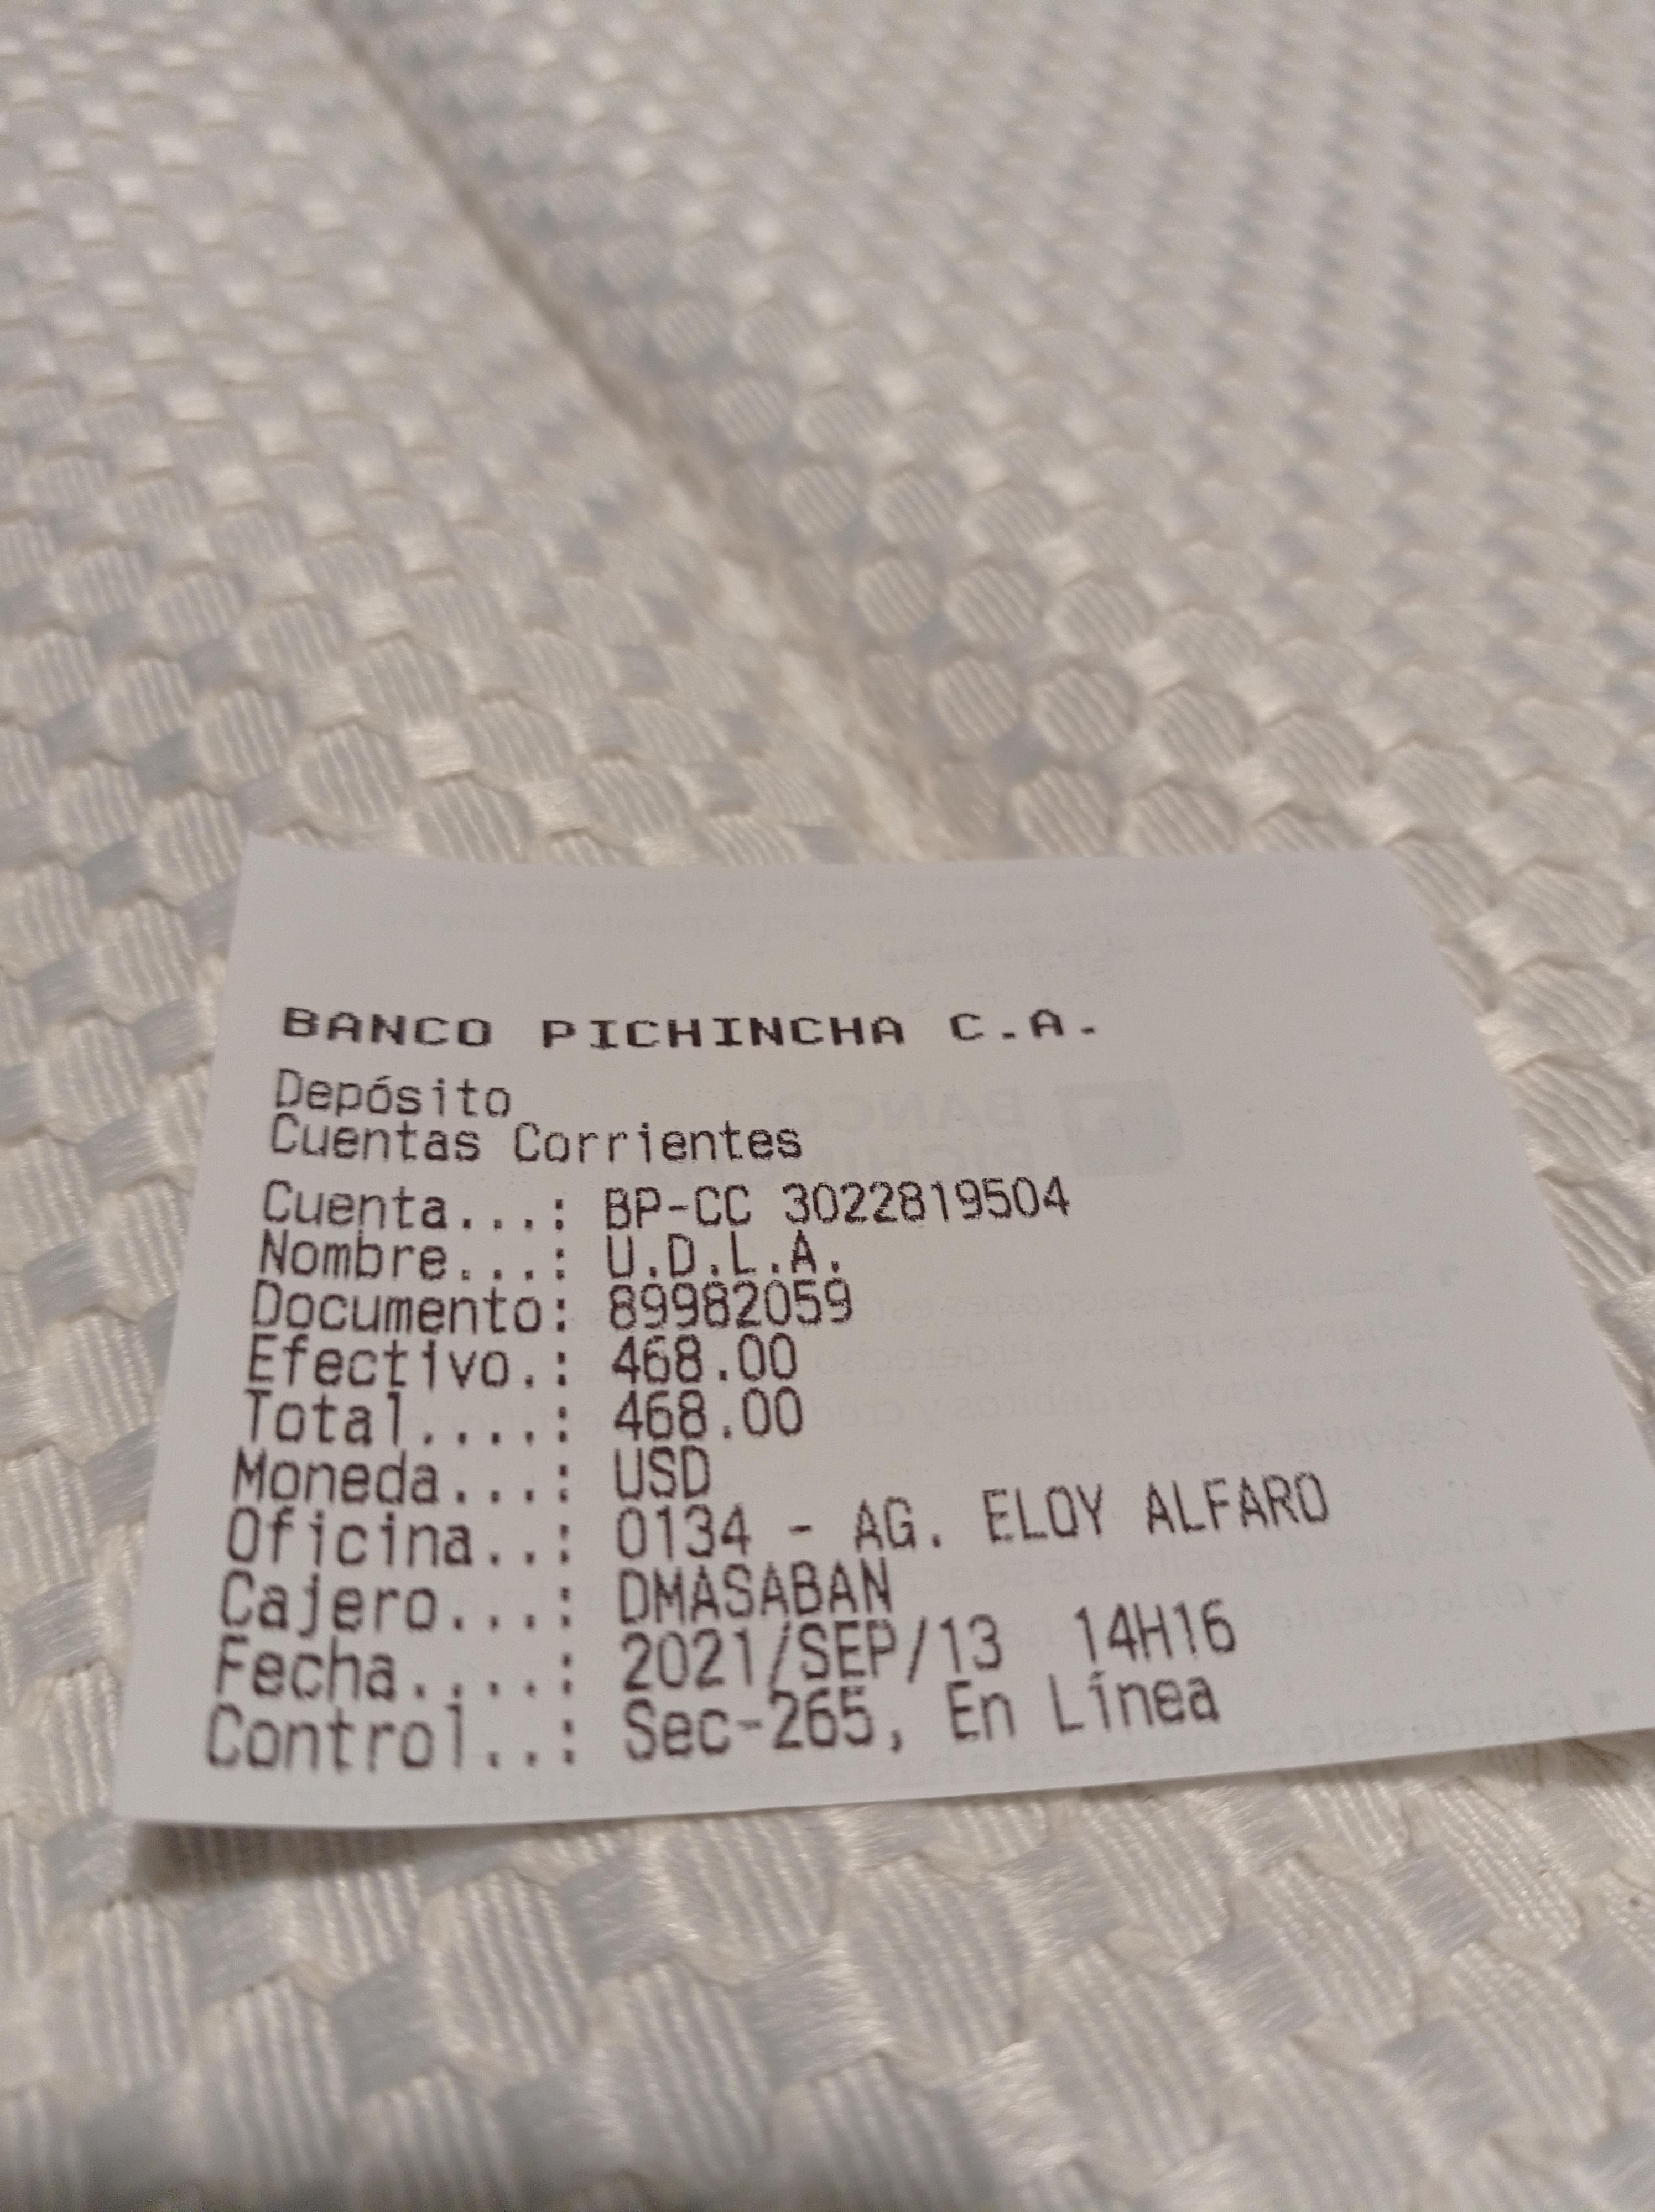 BANCO PICHINCHA C.A.
Depósito
Cuentas Corrientes
Cuenta...: BP-CC 3022819504
Nombre...: U.D.L.A.
Documento: 89982059
Efectivo.: 468.00
Total....: 468.00
Moneda...: USD
Oficina..: 0134 - AG. ELOY ALFARO
Cajero...: DMASABAN
Fecha....: 2021/SEP/13 14H16
Control..: Sec-265, En Línea